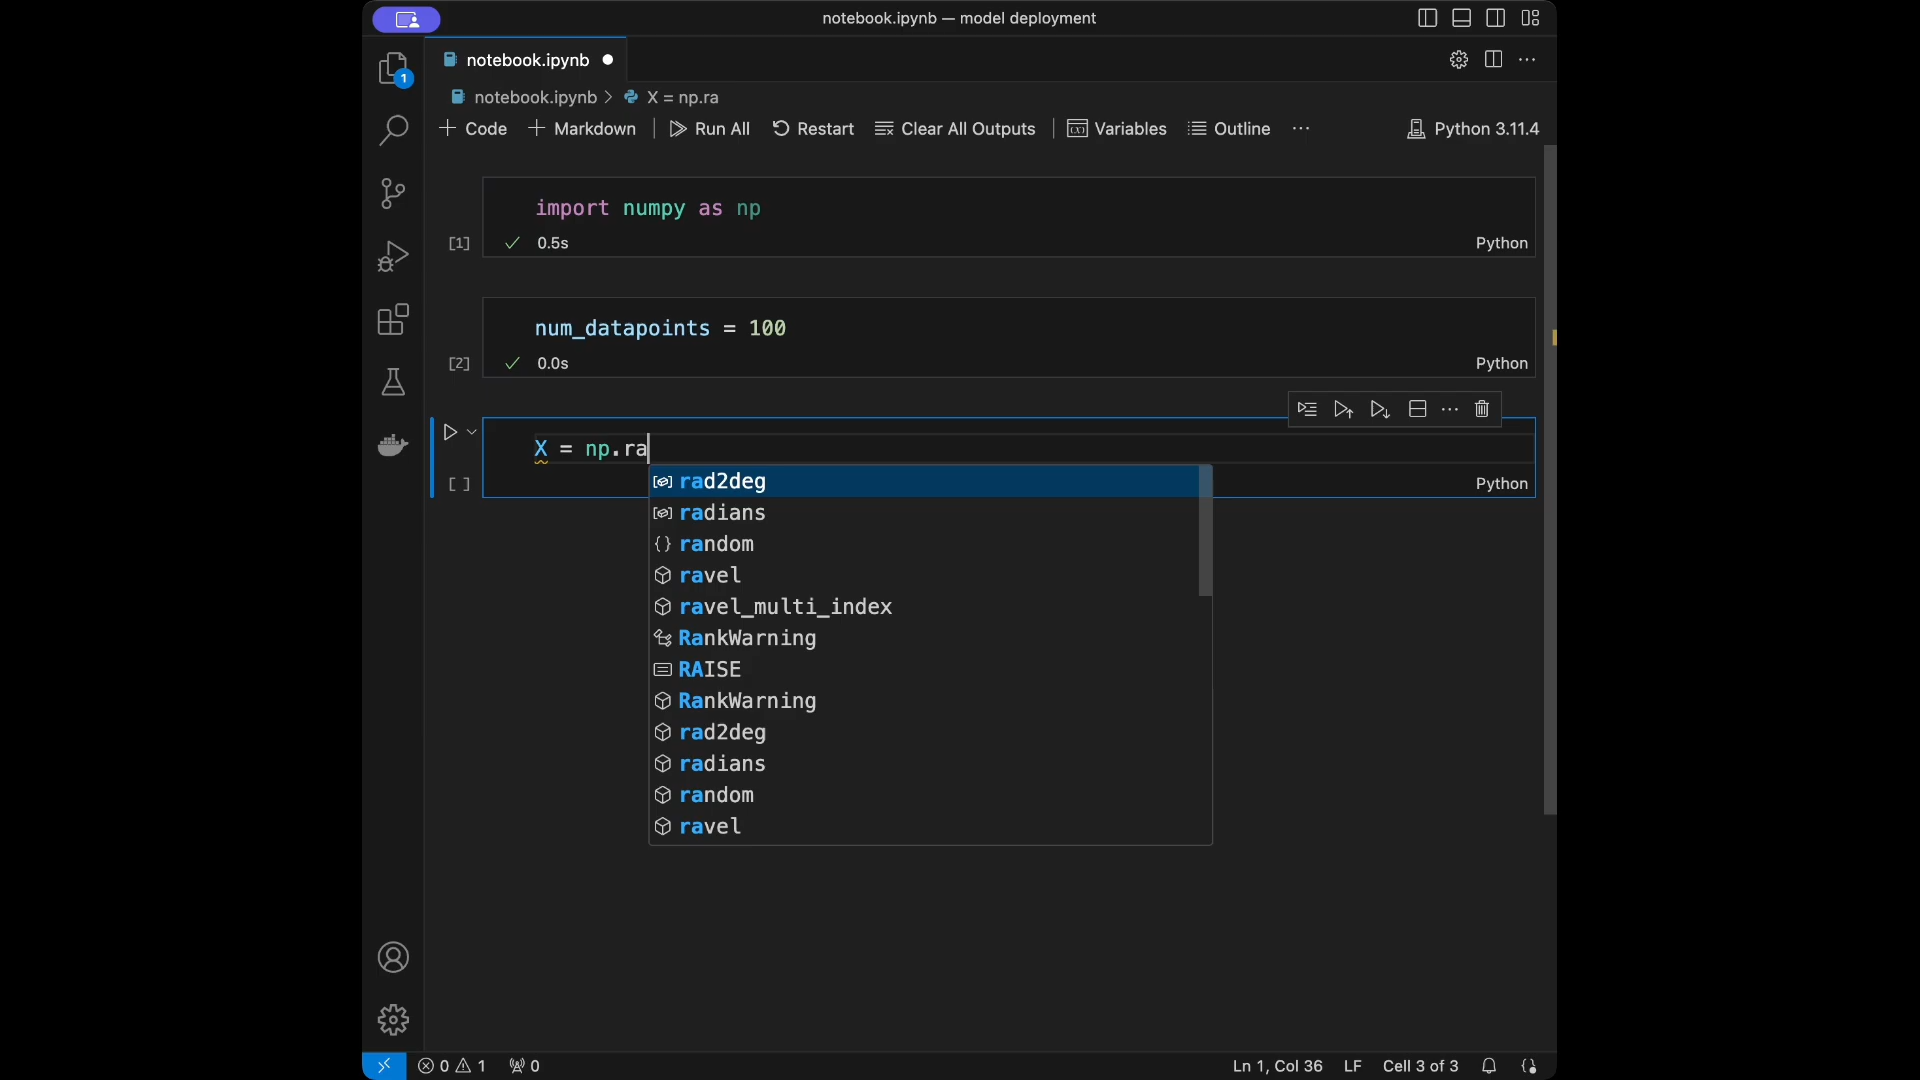 notebook.ipynb — model deployment
1
notebook.ipynb
notebook.ipynb > X = np.ra
+ Code + Markdown Run All Restart Clear All Outputs Variables Outline ··· Python 3.11.4
import numpy as np
[1] 0.5s Python
num_datapoints = 100
[2] 0.0s Python
X = np.ra
[ ] Python
rad2deg
radians
random
ravel
ravel_multi_index
RankWarning
RAISE
RankWarning
rad2deg
radians
random
ravel
0 1 0 Ln 1, Col 36 LF Cell 3 of 3